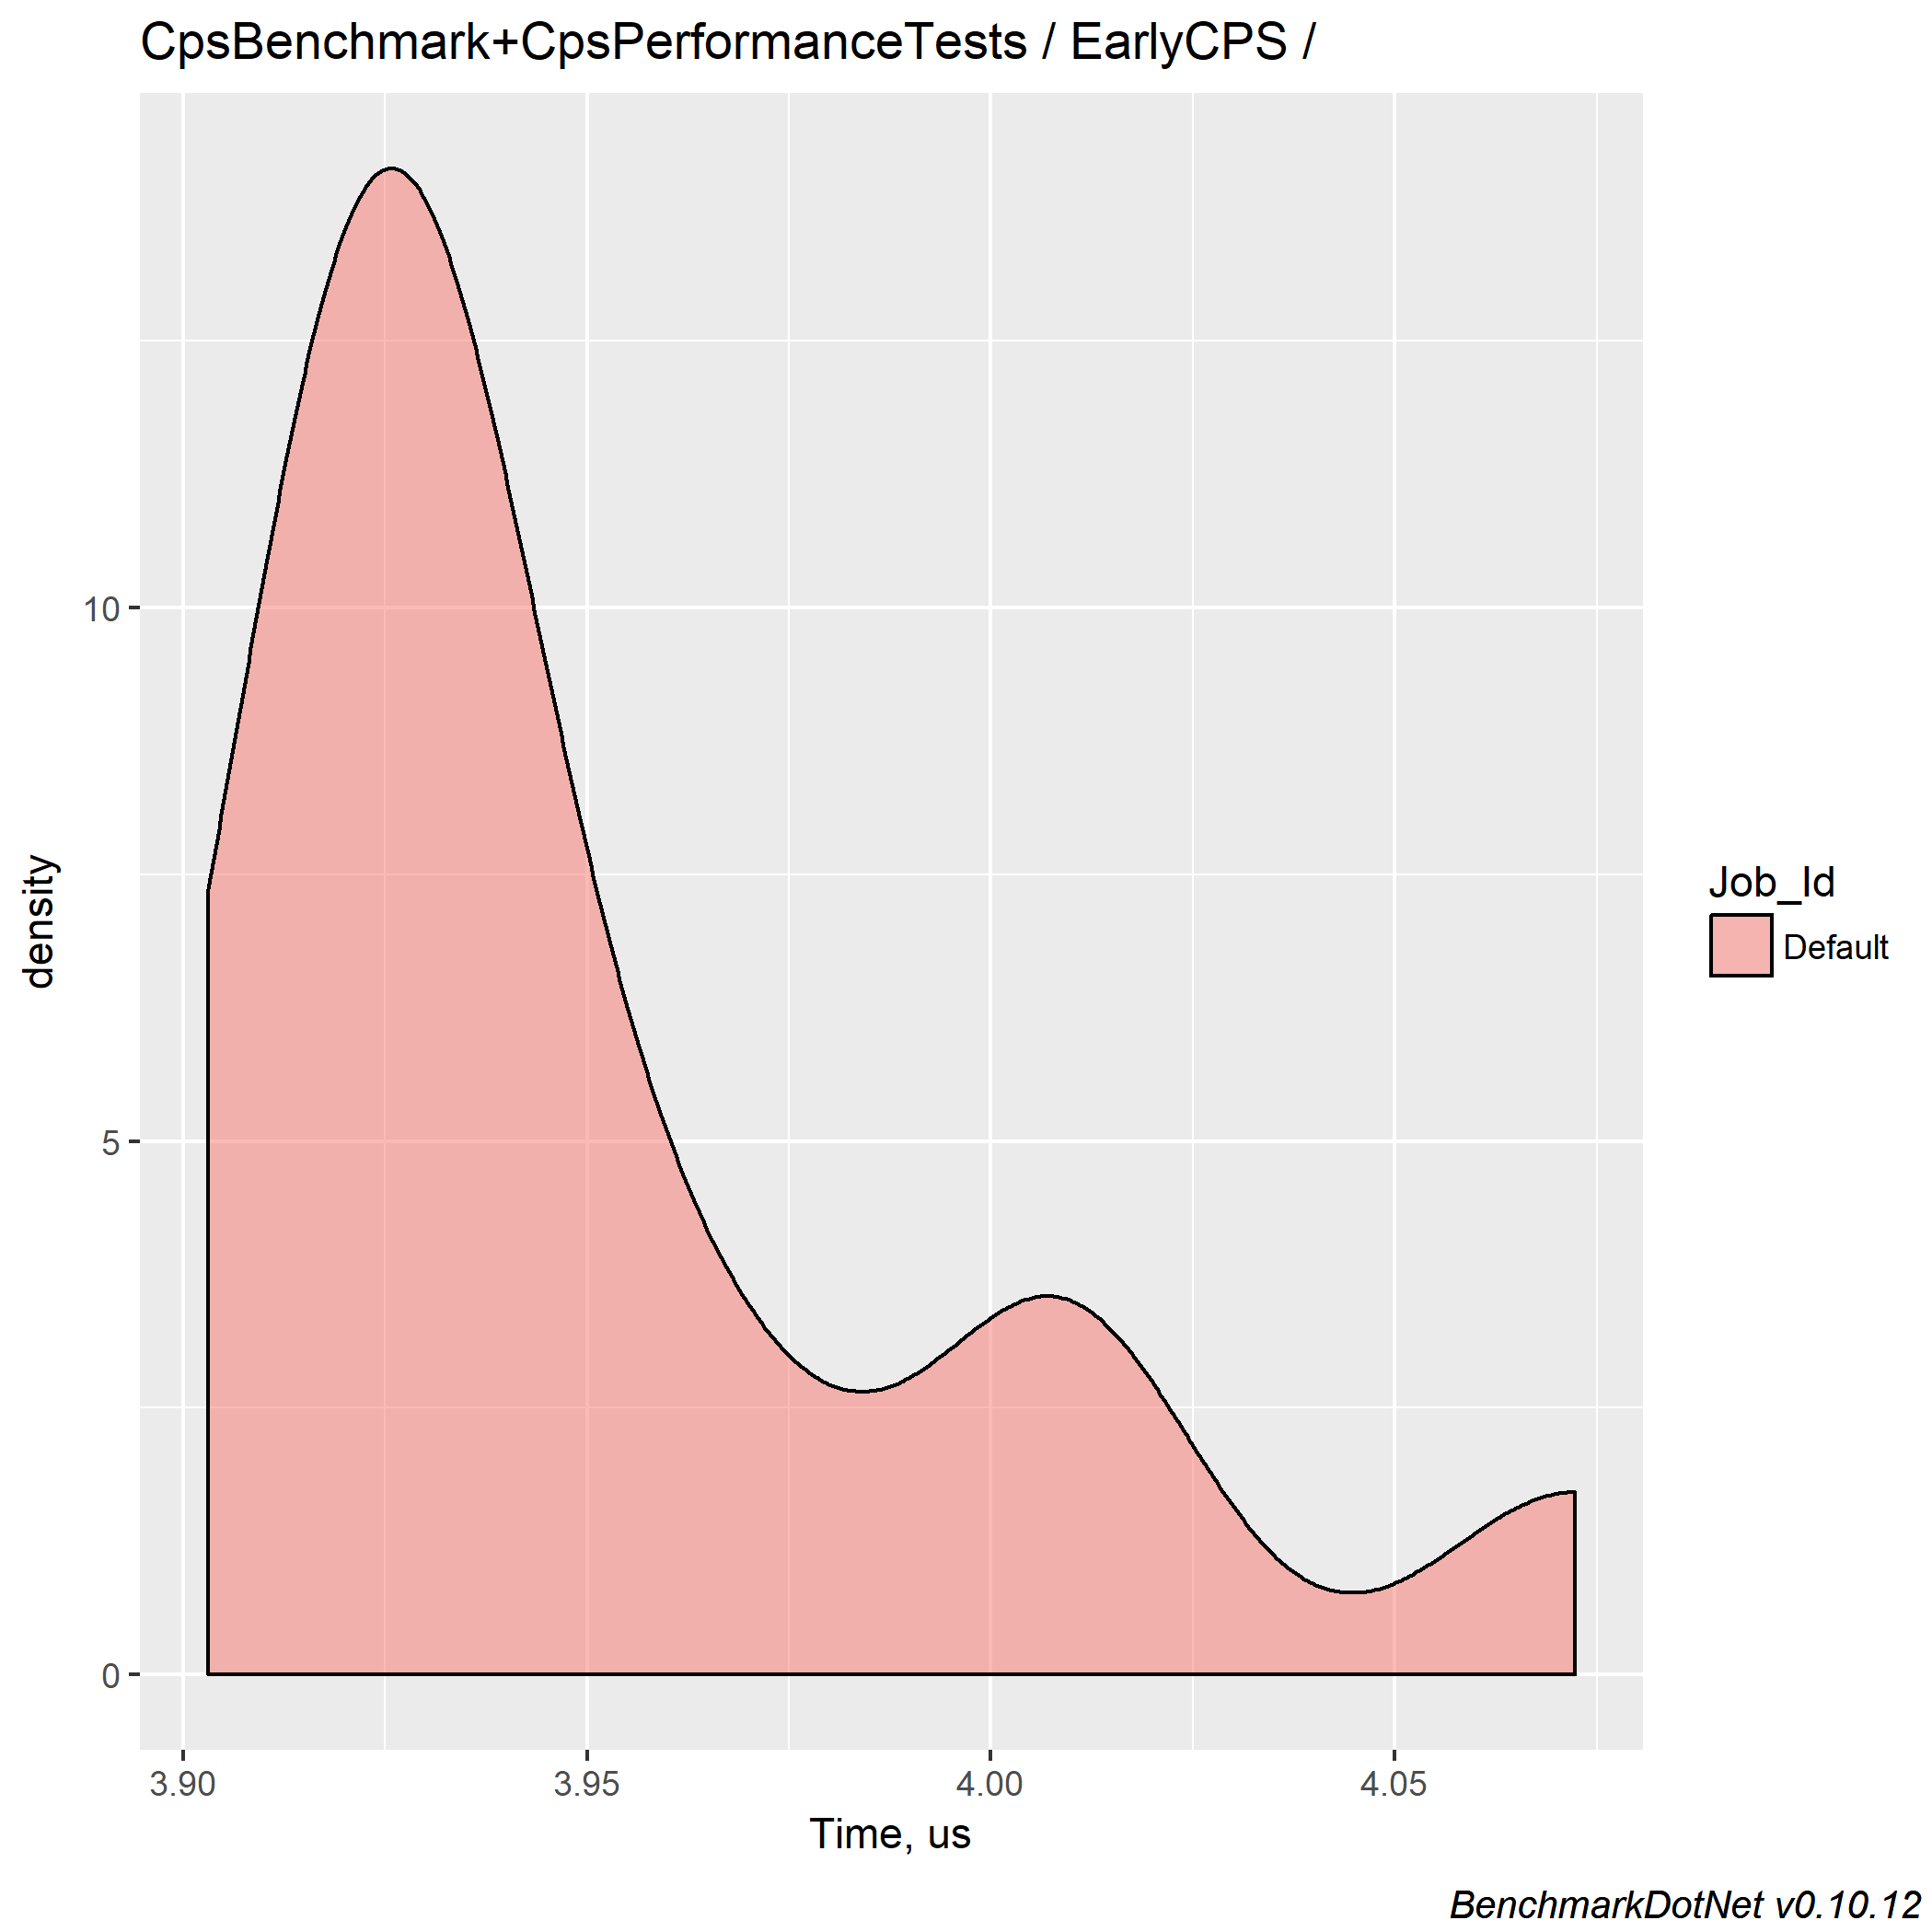 CpsBenchmark+CpsPerformanceTests / EarlyCPS /
density
10
5
0
3.90 3.95 4.00 4.05
Time, us
Job_Id
Default
BenchmarkDotNet v0.10.12